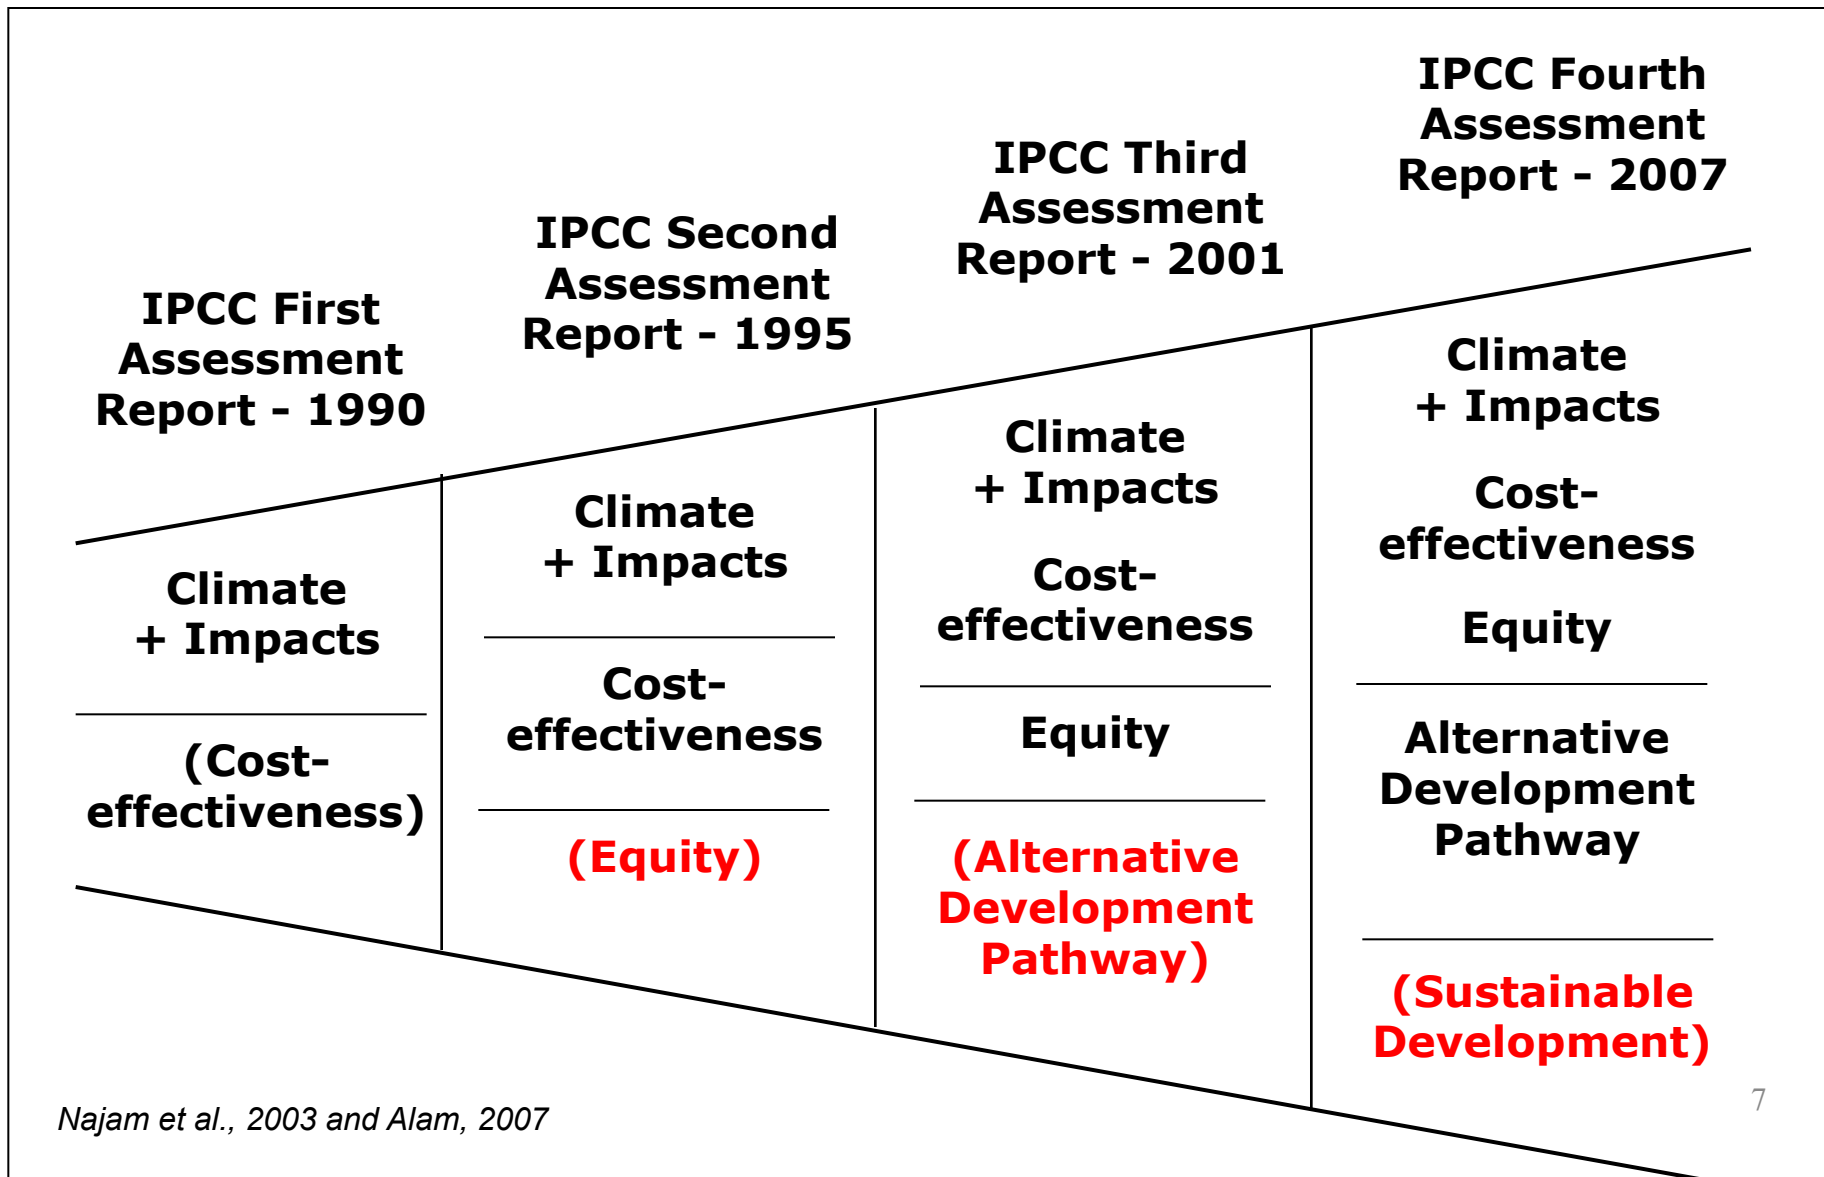 IPCC First
Assessment
Report - 1990
Climate
+ Impacts
(Cost-
effectiveness)
IPCC Second
Assessment
Report - 1995
Climate
+ Impacts
Cost-
effectiveness
(Equity)
IPCC Third
Assessment
Report - 2001
Climate
+ Impacts
Cost-
effectiveness
Equity
(Alternative
Development
Pathway)
IPCC Fourth
Assessment
Report - 2007
Climate
+ Impacts
Cost-
effectiveness
Equity
Alternative
Development
Pathway
(Sustainable
Development)
Najam et al., 2003 and Alam, 2007
7